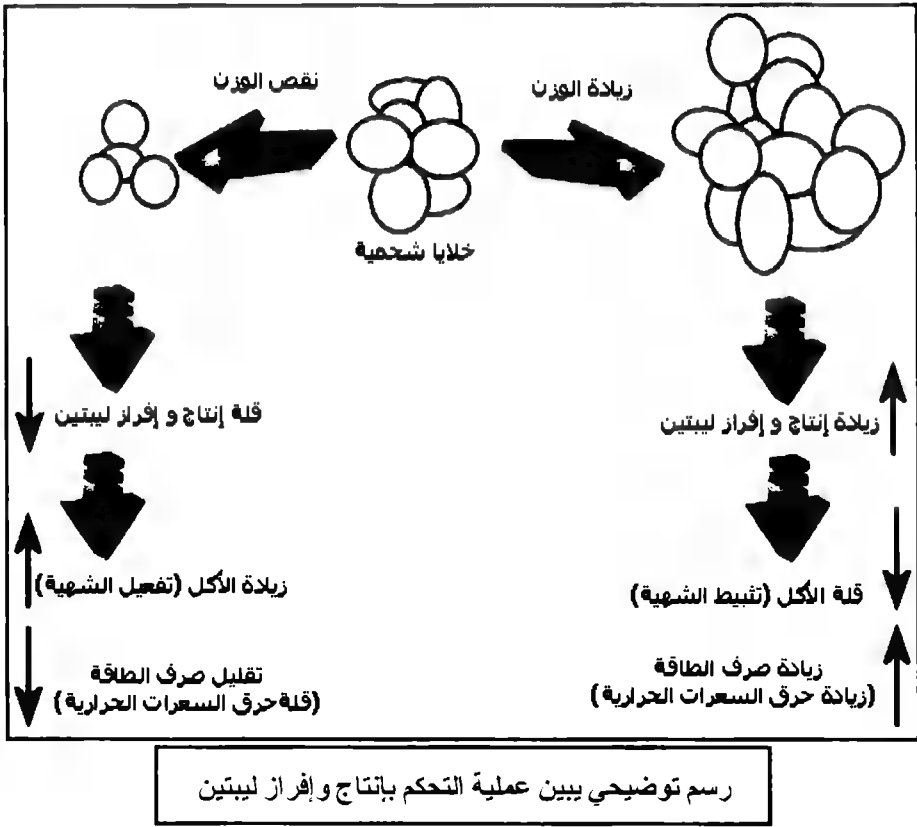 زيادة الوزن
نقص الوزن
خلايا شحمية
زيادة إنتاج و إفراز ليبتين
قلة إنتاج و إفراز ليبتين
قلة الأكل (تثبيط الشهية)
زيادة الأكل (تفعيل الشهية)
زيادة صرف الطاقة
(زيادة حرق السعرات الحرارية)
تقليل صرف الطاقة
(قلة حرق السعرات الحرارية)
رسم توضيحي يبين عملية التحكم بإنتاج وإفراز ليبتين